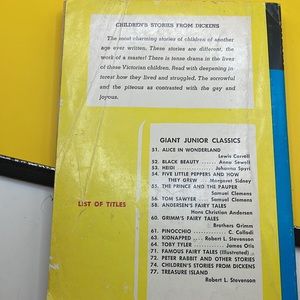 CHILDREN'S STORIES FROM DICKENS
The most charming stories of children of another
age ever written. These stories are different, the
work of a master! There is tense drama in the lives
of these Victorian children. Read with deepening in-
terest how they lived and struggled. The sorrowful
and the piteous as contrasted with the gay and
joyous.
GIANT JUNIOR CLASSICS
51. ALICE IN WONDERLAND
Lewis Carroll
52. BLACK BEAUTY ...... Anna Sewell
53. HEIDI ........ Johanna Spyri
54. FIVE LITTLE PEPPERS AND HOW
THEY GREW .. Margaret Sidney
55. THE PRINCE AND THE PAUPER
Samuel Clemens
56. TOM SAWYER .... Samuel Clemens
58. ANDERSEN'S FAIRY TALES
Hans Christian Andersen
60. GRIMM'S FAIRY TALES
Brothers Grimm
61. PINOCCHIO ...... C. Collodi
63. KIDNAPPED ... Robert L. Stevenson
64. TOBY TYLER ...... James Otis
71. FAMOUS FAIRY TALES (Illustrated)
72. PETER RABBIT AND OTHER STORIES
74. CHILDREN'S STORIES FROM DICKENS
77. TREASURE ISLAND
Robert L. Stevenson
LIST OF TITLES